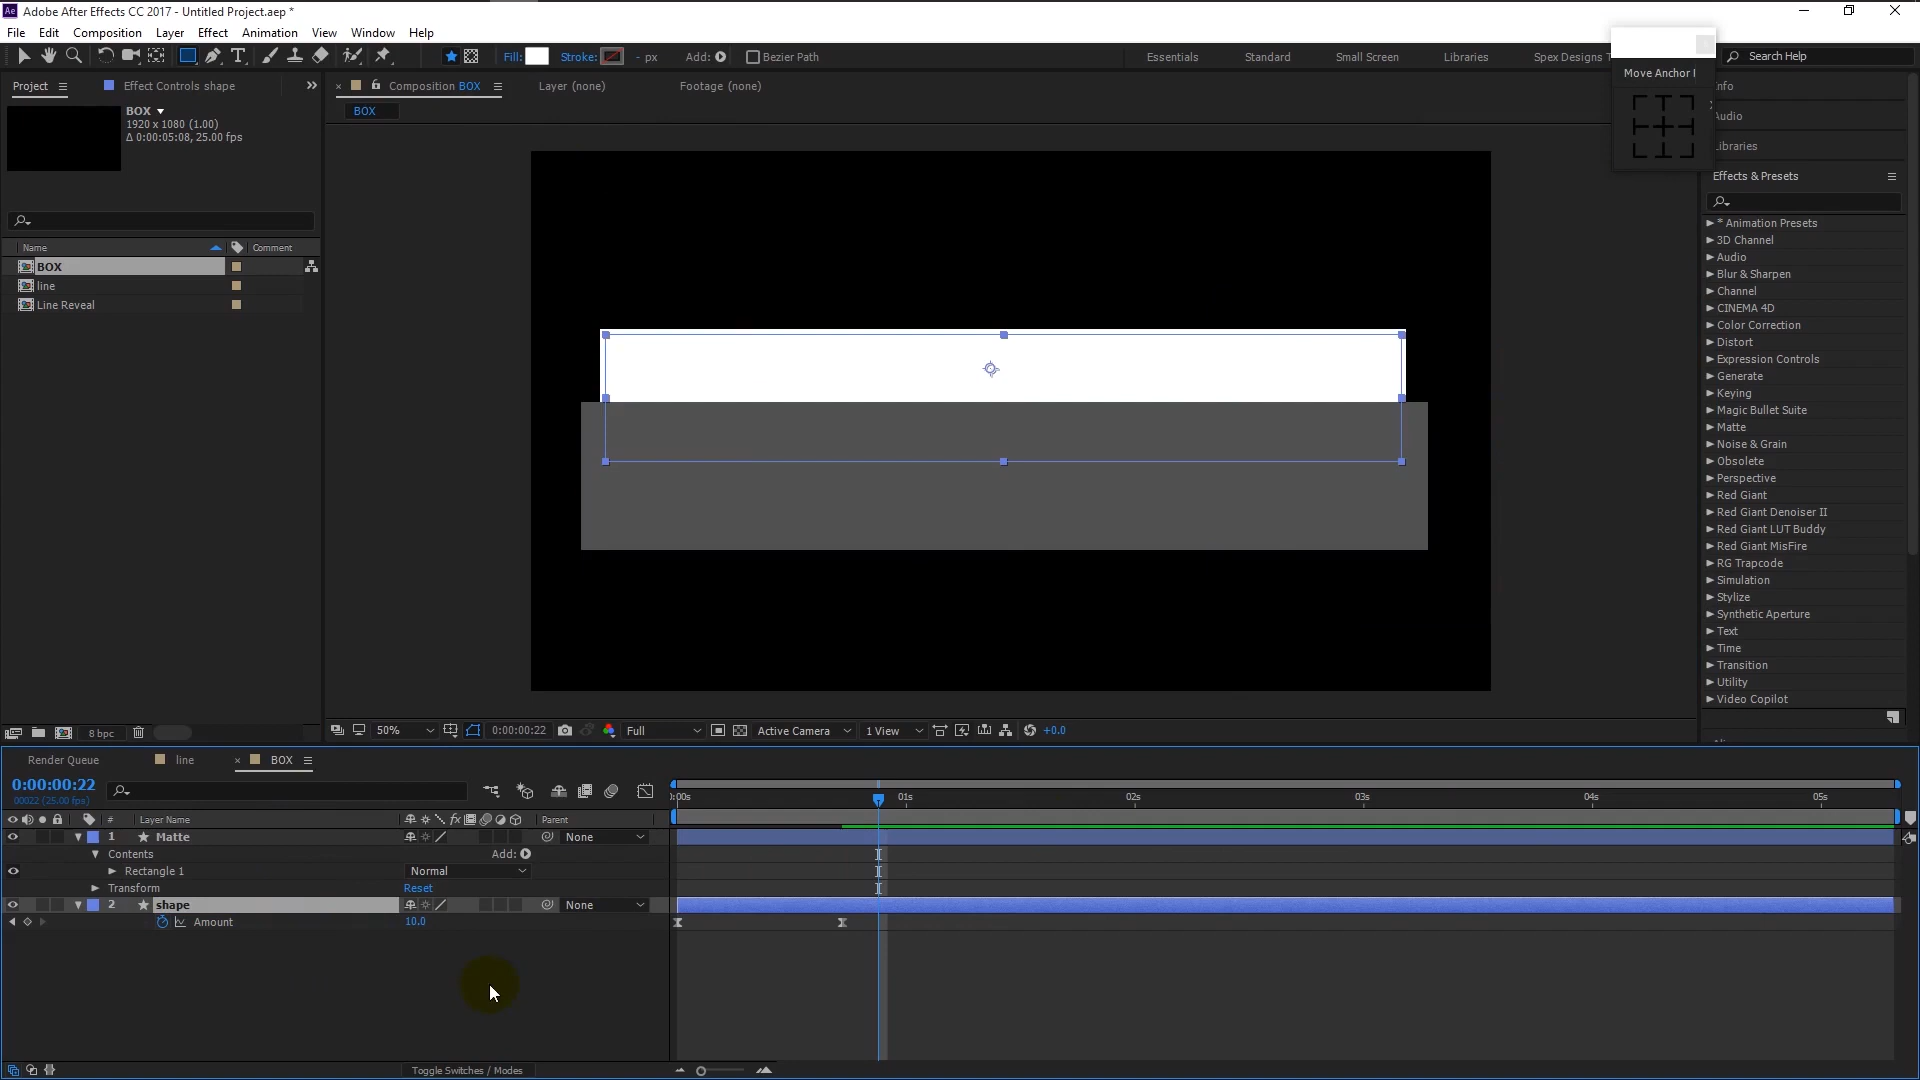 Ae Adobe After Effects CC 2017 - Untitled Project.aep *
File Edit Composition Layer Effect Animation View Window Help
Fill: Stroke: - px Add: Bezier Path Essentials Standard Small Screen Libraries Spex Designs T Search Help
Move Anchor
Project Effect Controls shape Composition BOX Layer (none) Footage (none)
BOX
1920 x 1080 (1.00)
Δ 0:00:05:08, 25.00 fps
BOX
Name Comment
BOX
line
Line Reveal
nfo
Audio
Libraries
Effects & Presets
* Animation Presets
3D Channel
Audio
Blur & Sharpen
Channel
CINEMA 4D
Color Correction
Distort
Expression Controls
Generate
Keying
Magic Bullet Suite
Matte
Noise & Grain
Obsolete
Perspective
Red Giant
Red Giant Denoiser II
Red Giant LUT Buddy
Red Giant MisFire
RG Trapcode
Simulation
Stylize
Synthetic Aperture
Text
Time
Transition
Utility
Video Copilot
8 bpc 50% 0:00:00:22 Full Active Camera 1 View +0.0
Render Queue line BOX
0:00:00:22
00022 (25.00 fps)
:00s 01s 02s 03s 04s 05s
# Layer Name fx Parent
1 Matte None
Contents Add:
Rectangle 1 Normal
Transform Reset
2 shape None
Amount 10.0
Toggle Switches / Modes